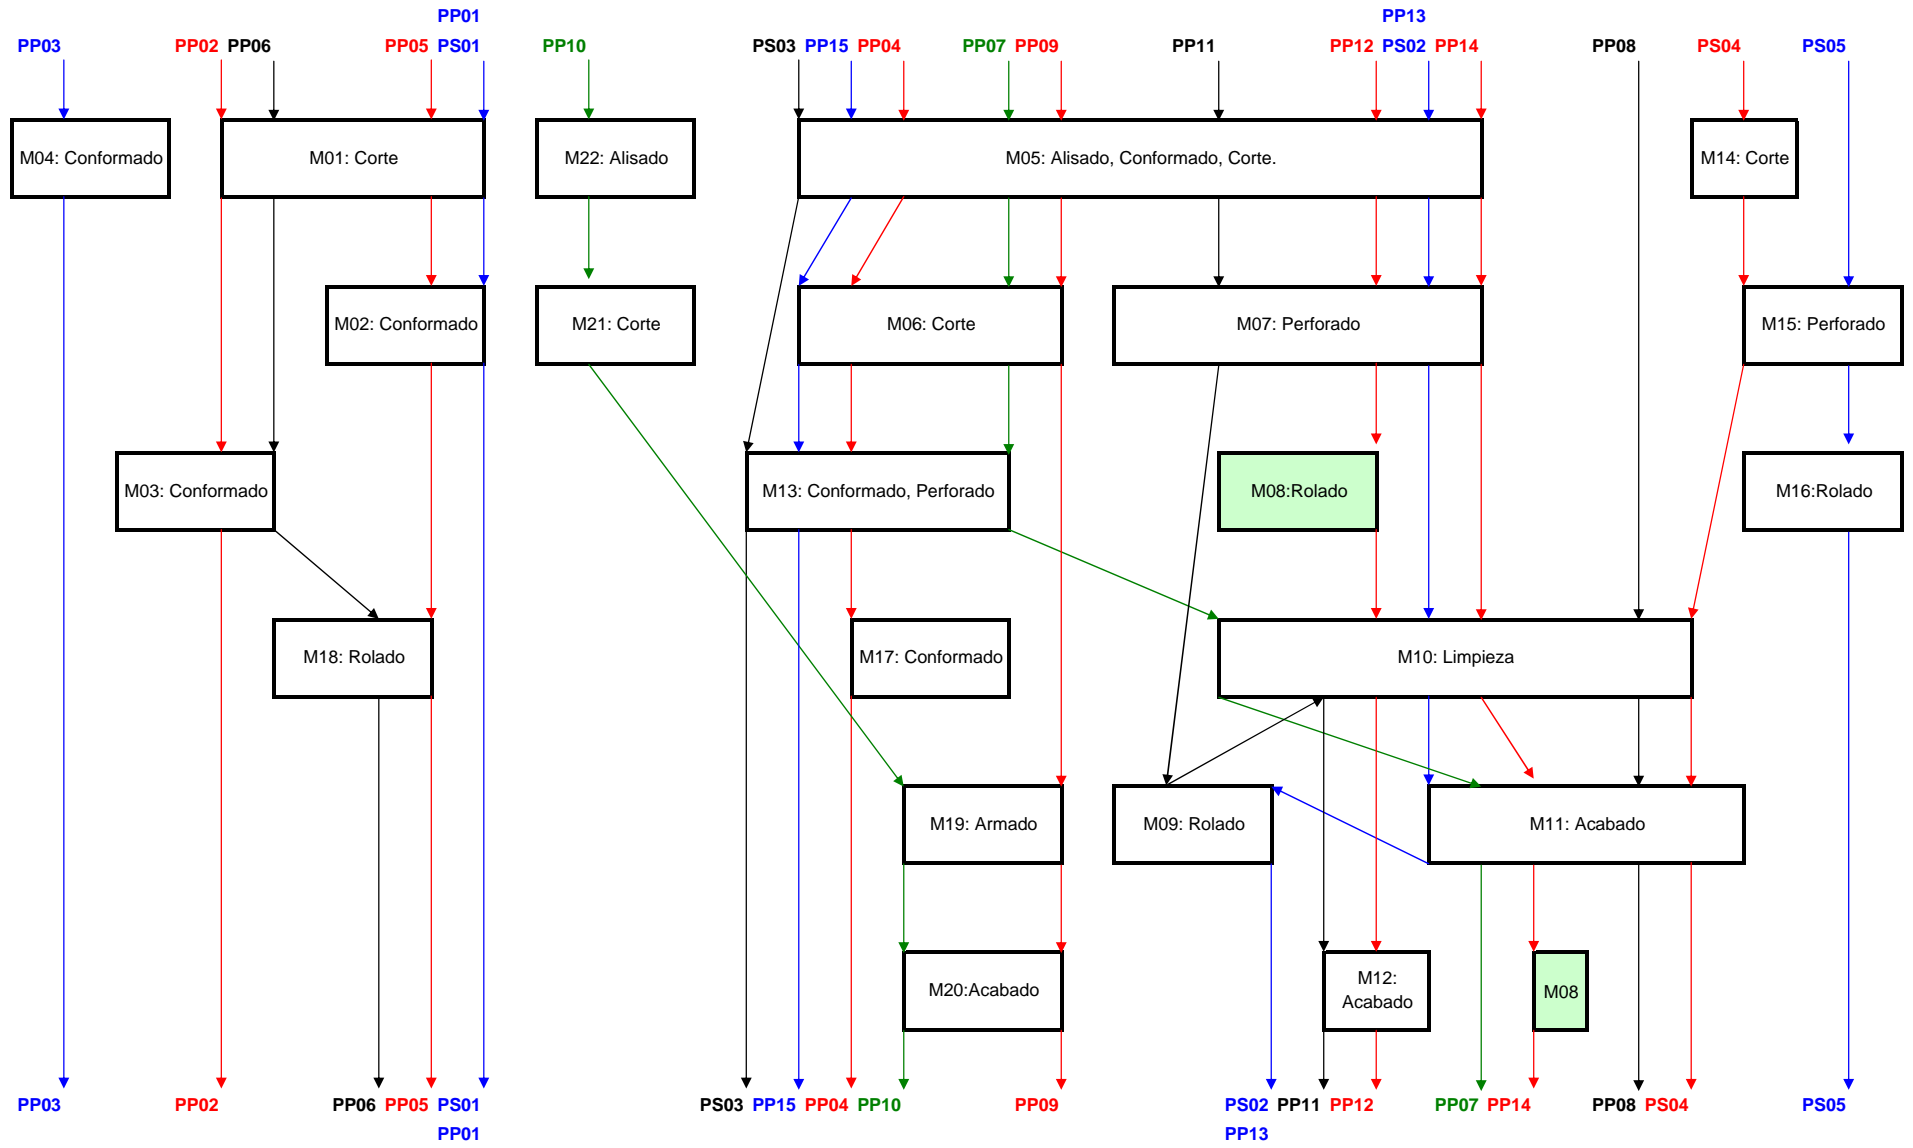 PP01 PP13
PP03 PP02 PP06 PP05 PS01 PP10 PS03 PP15 PP04 PP07 PP09 PP11 PP12 PS02 PP14 PP08 PS04 PS05
M04: Conformado M01: Corte M22: Alisado M05: Alisado, Conformado, Corte. M14: Corte
M02: Conformado M21: Corte M06: Corte M07: Perforado M15: Perforado
M03: Conformado M13: Conformado, Perforado M08:Rolado M16:Rolado
M18: Rolado M17: Conformado M10: Limpieza
M19: Armado M09: Rolado M11: Acabado
M20:Acabado M12: Acabado M08
PP03 PP02 PP06 PP05 PS01 PS03 PP15 PP04 PP10 PP09 PS02 PP11 PP12 PP07 PP14 PP08 PS04 PS05
PP01 PP13